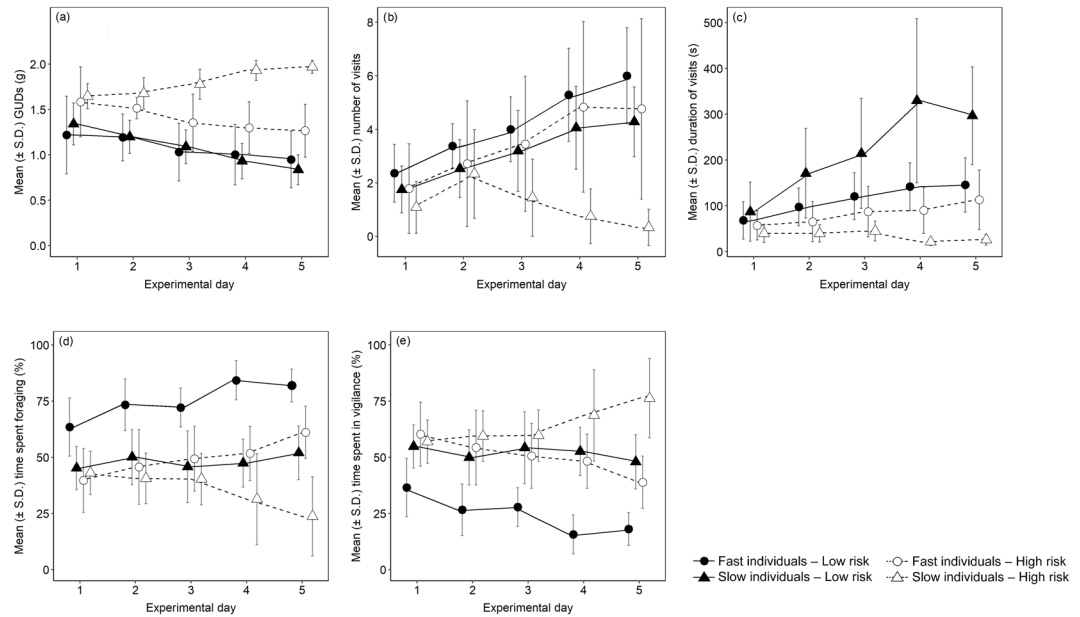 (a)
Mean (± S.D.) GUDs (g)
2.0
1.5
1.0
0.5
0.0
1 2 3 4 5
Experimental day
(b)
Mean (± S.D.) number of visits
8
6
4
2
0
1 2 3 4 5
Experimental day
(c)
Mean (± S.D.) duration of visits (s)
500
400
300
200
100
0
1 2 3 4 5
Experimental day
(d)
Mean (± S.D.) time spent foraging (%)
100
75
50
25
0
1 2 3 4 5
Experimental day
(e)
Mean (± S.D.) time spent in vigilance (%)
100
75
50
25
0
1 2 3 4 5
Experimental day
Fast individuals – Low risk
Fast individuals – High risk
Slow individuals – Low risk
Slow individuals – High risk